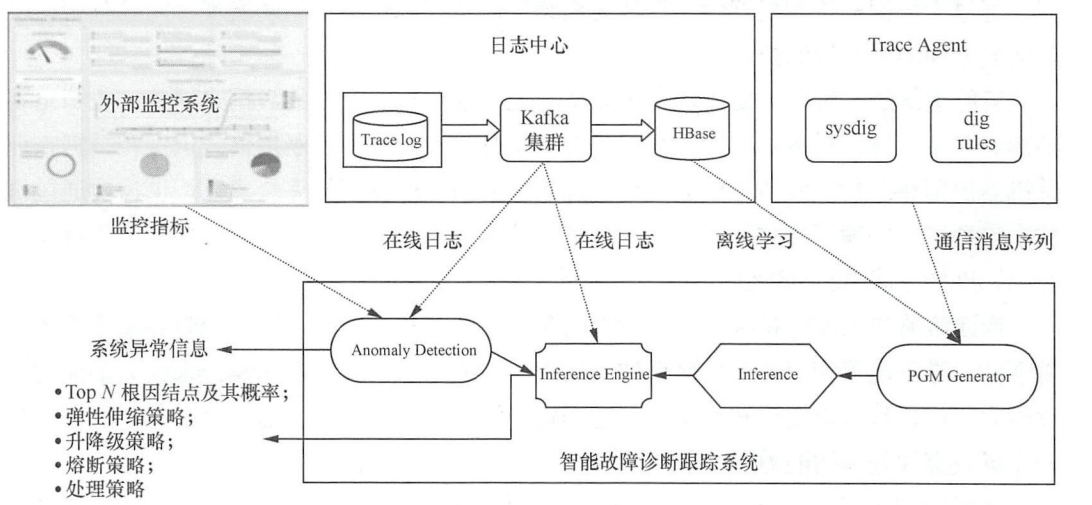 外部监控系统
日志中心
Trace log
Kafka
集群
HBase
Trace Agent
sysdig
dig
rules
监控指标
在线日志
在线日志
离线学习
通信消息序列
系统异常信息
Anomaly Detection
Inference Engine
Inference
PGM Generator
•Top N 根因结点及其概率；
•弹性伸缩策略；
•升降级策略；
•熔断策略；
•处理策略
智能故障诊断跟踪系统